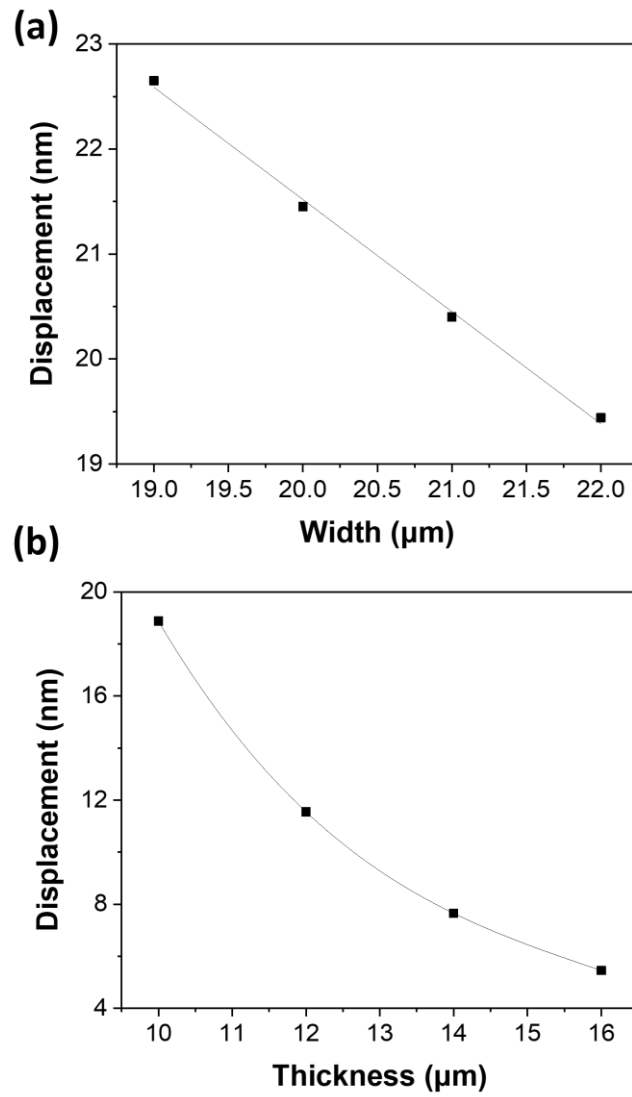 (a)
23
22
21
20
19
Displacement (nm)
19.0 19.5 20.0 20.5 21.0 21.5 22.0
Width (µm)
(b)
20
16
12
8
4
Displacement (nm)
10 11 12 13 14 15 16
Thickness (µm)